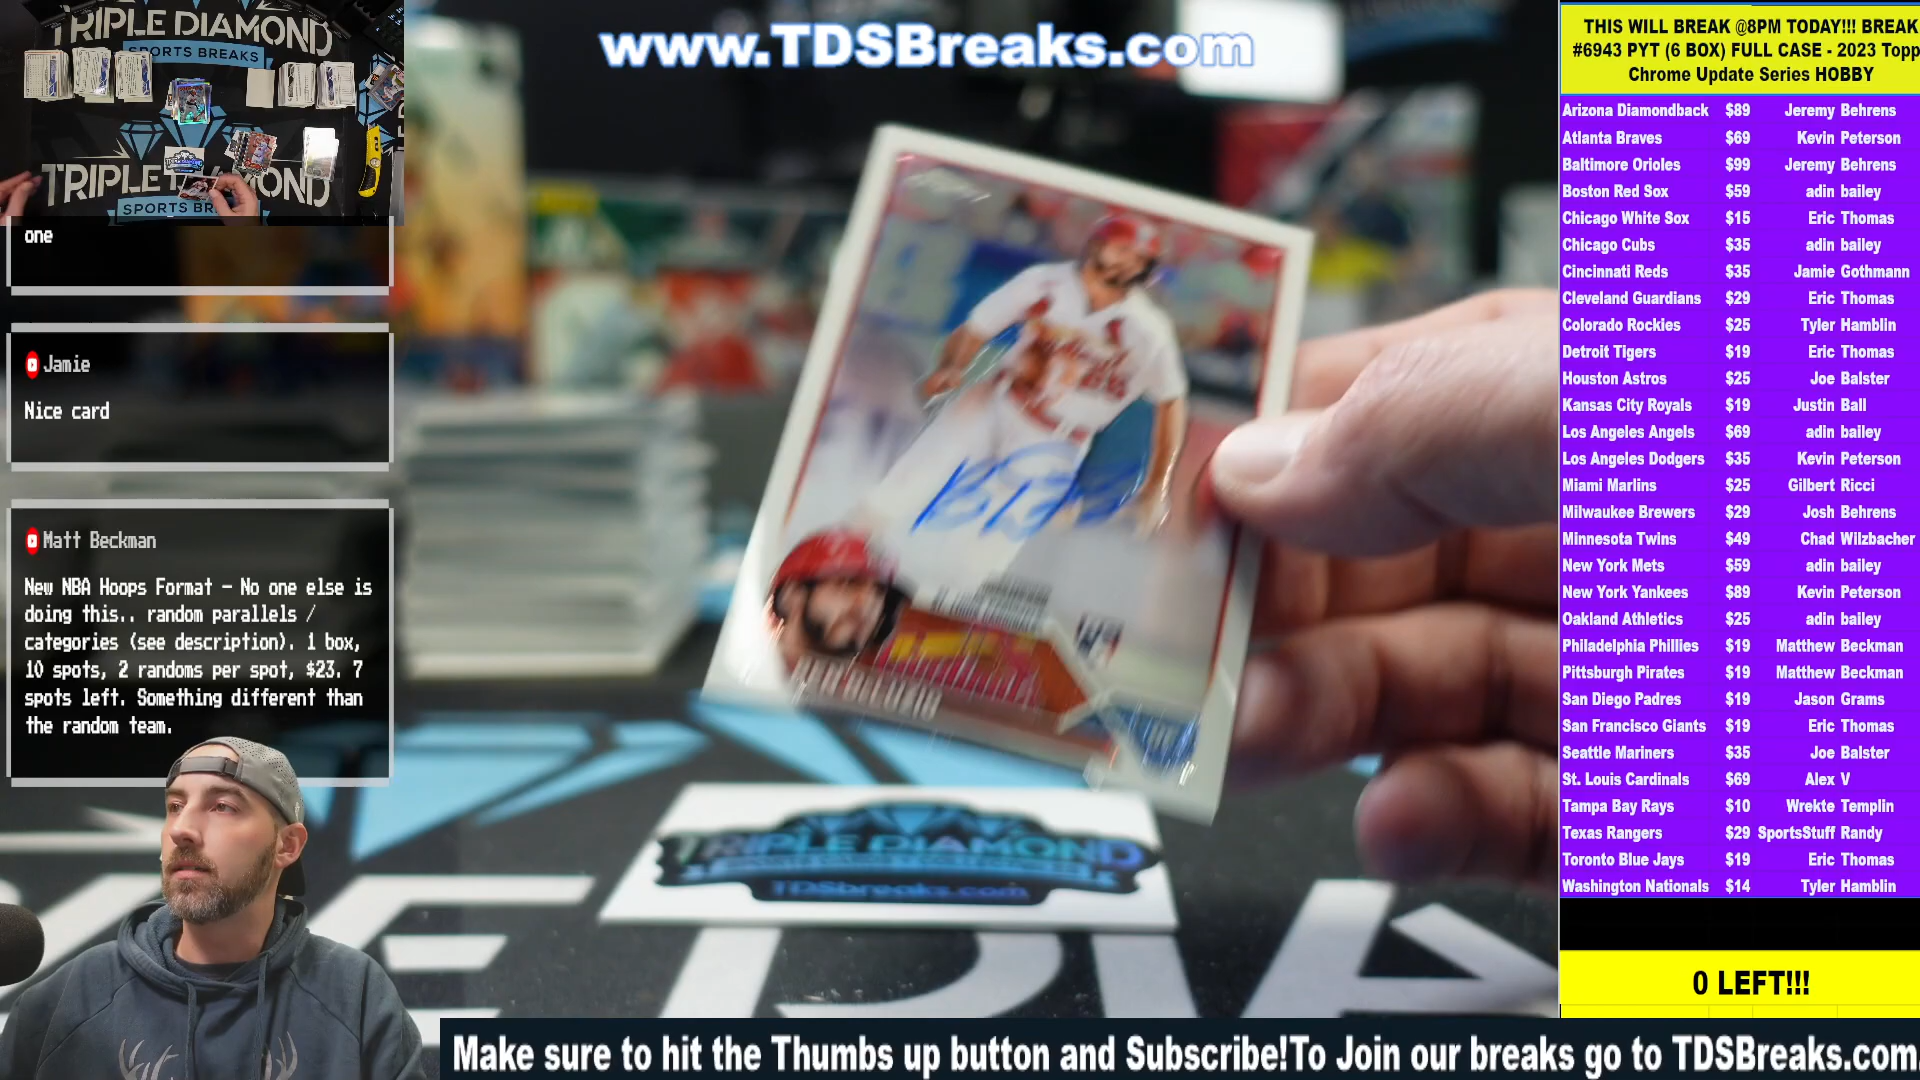 TRIPLE DIAMOND
SPORTS BREAKS
TRIPLE DIAMOND
SPORTS BR
one
Jamie
Nice card
Matt Beckman
New NBA Hoops Format - No one else is
doing this.. random parallels /
categories (see description). 1 box,
10 spots, 2 randoms per spot, $23. 7
spots left. Something different than
the random team.
www.TDSBreaks.com
TRIPLE DIAMOND
TDSbreaks.com
THIS WILL BREAK @8PM TODAY!!! BREAK
#6943 PYT (6 BOX) FULL CASE - 2023 Topp
Chrome Update Series HOBBY
Arizona Diamondback $89 Jeremy Behrens
Atlanta Braves $69 Kevin Peterson
Baltimore Orioles $99 Jeremy Behrens
Boston Red Sox $59 adin bailey
Chicago White Sox $15 Eric Thomas
Chicago Cubs $35 adin bailey
Cincinnati Reds $35 Jamie Gothmann
Cleveland Guardians $29 Eric Thomas
Colorado Rockies $25 Tyler Hamblin
Detroit Tigers $19 Eric Thomas
Houston Astros $25 Joe Balster
Kansas City Royals $19 Justin Ball
Los Angeles Angels $69 adin bailey
Los Angeles Dodgers $35 Kevin Peterson
Miami Marlins $25 Gilbert Ricci
Milwaukee Brewers $29 Josh Behrens
Minnesota Twins $49 Chad Wilzbacher
New York Mets $59 adin bailey
New York Yankees $89 Kevin Peterson
Oakland Athletics $25 adin bailey
Philadelphia Phillies $19 Matthew Beckman
Pittsburgh Pirates $19 Matthew Beckman
San Diego Padres $19 Jason Grams
San Francisco Giants $19 Eric Thomas
Seattle Mariners $35 Joe Balster
St. Louis Cardinals $69 Alex V
Tampa Bay Rays $10 Wrekte Templin
Texas Rangers $29 SportsStuff Randy
Toronto Blue Jays $19 Eric Thomas
Washington Nationals $14 Tyler Hamblin
0 LEFT!!!
Make sure to hit the Thumbs up button and Subscribe!To Join our breaks go to TDSBreaks.com